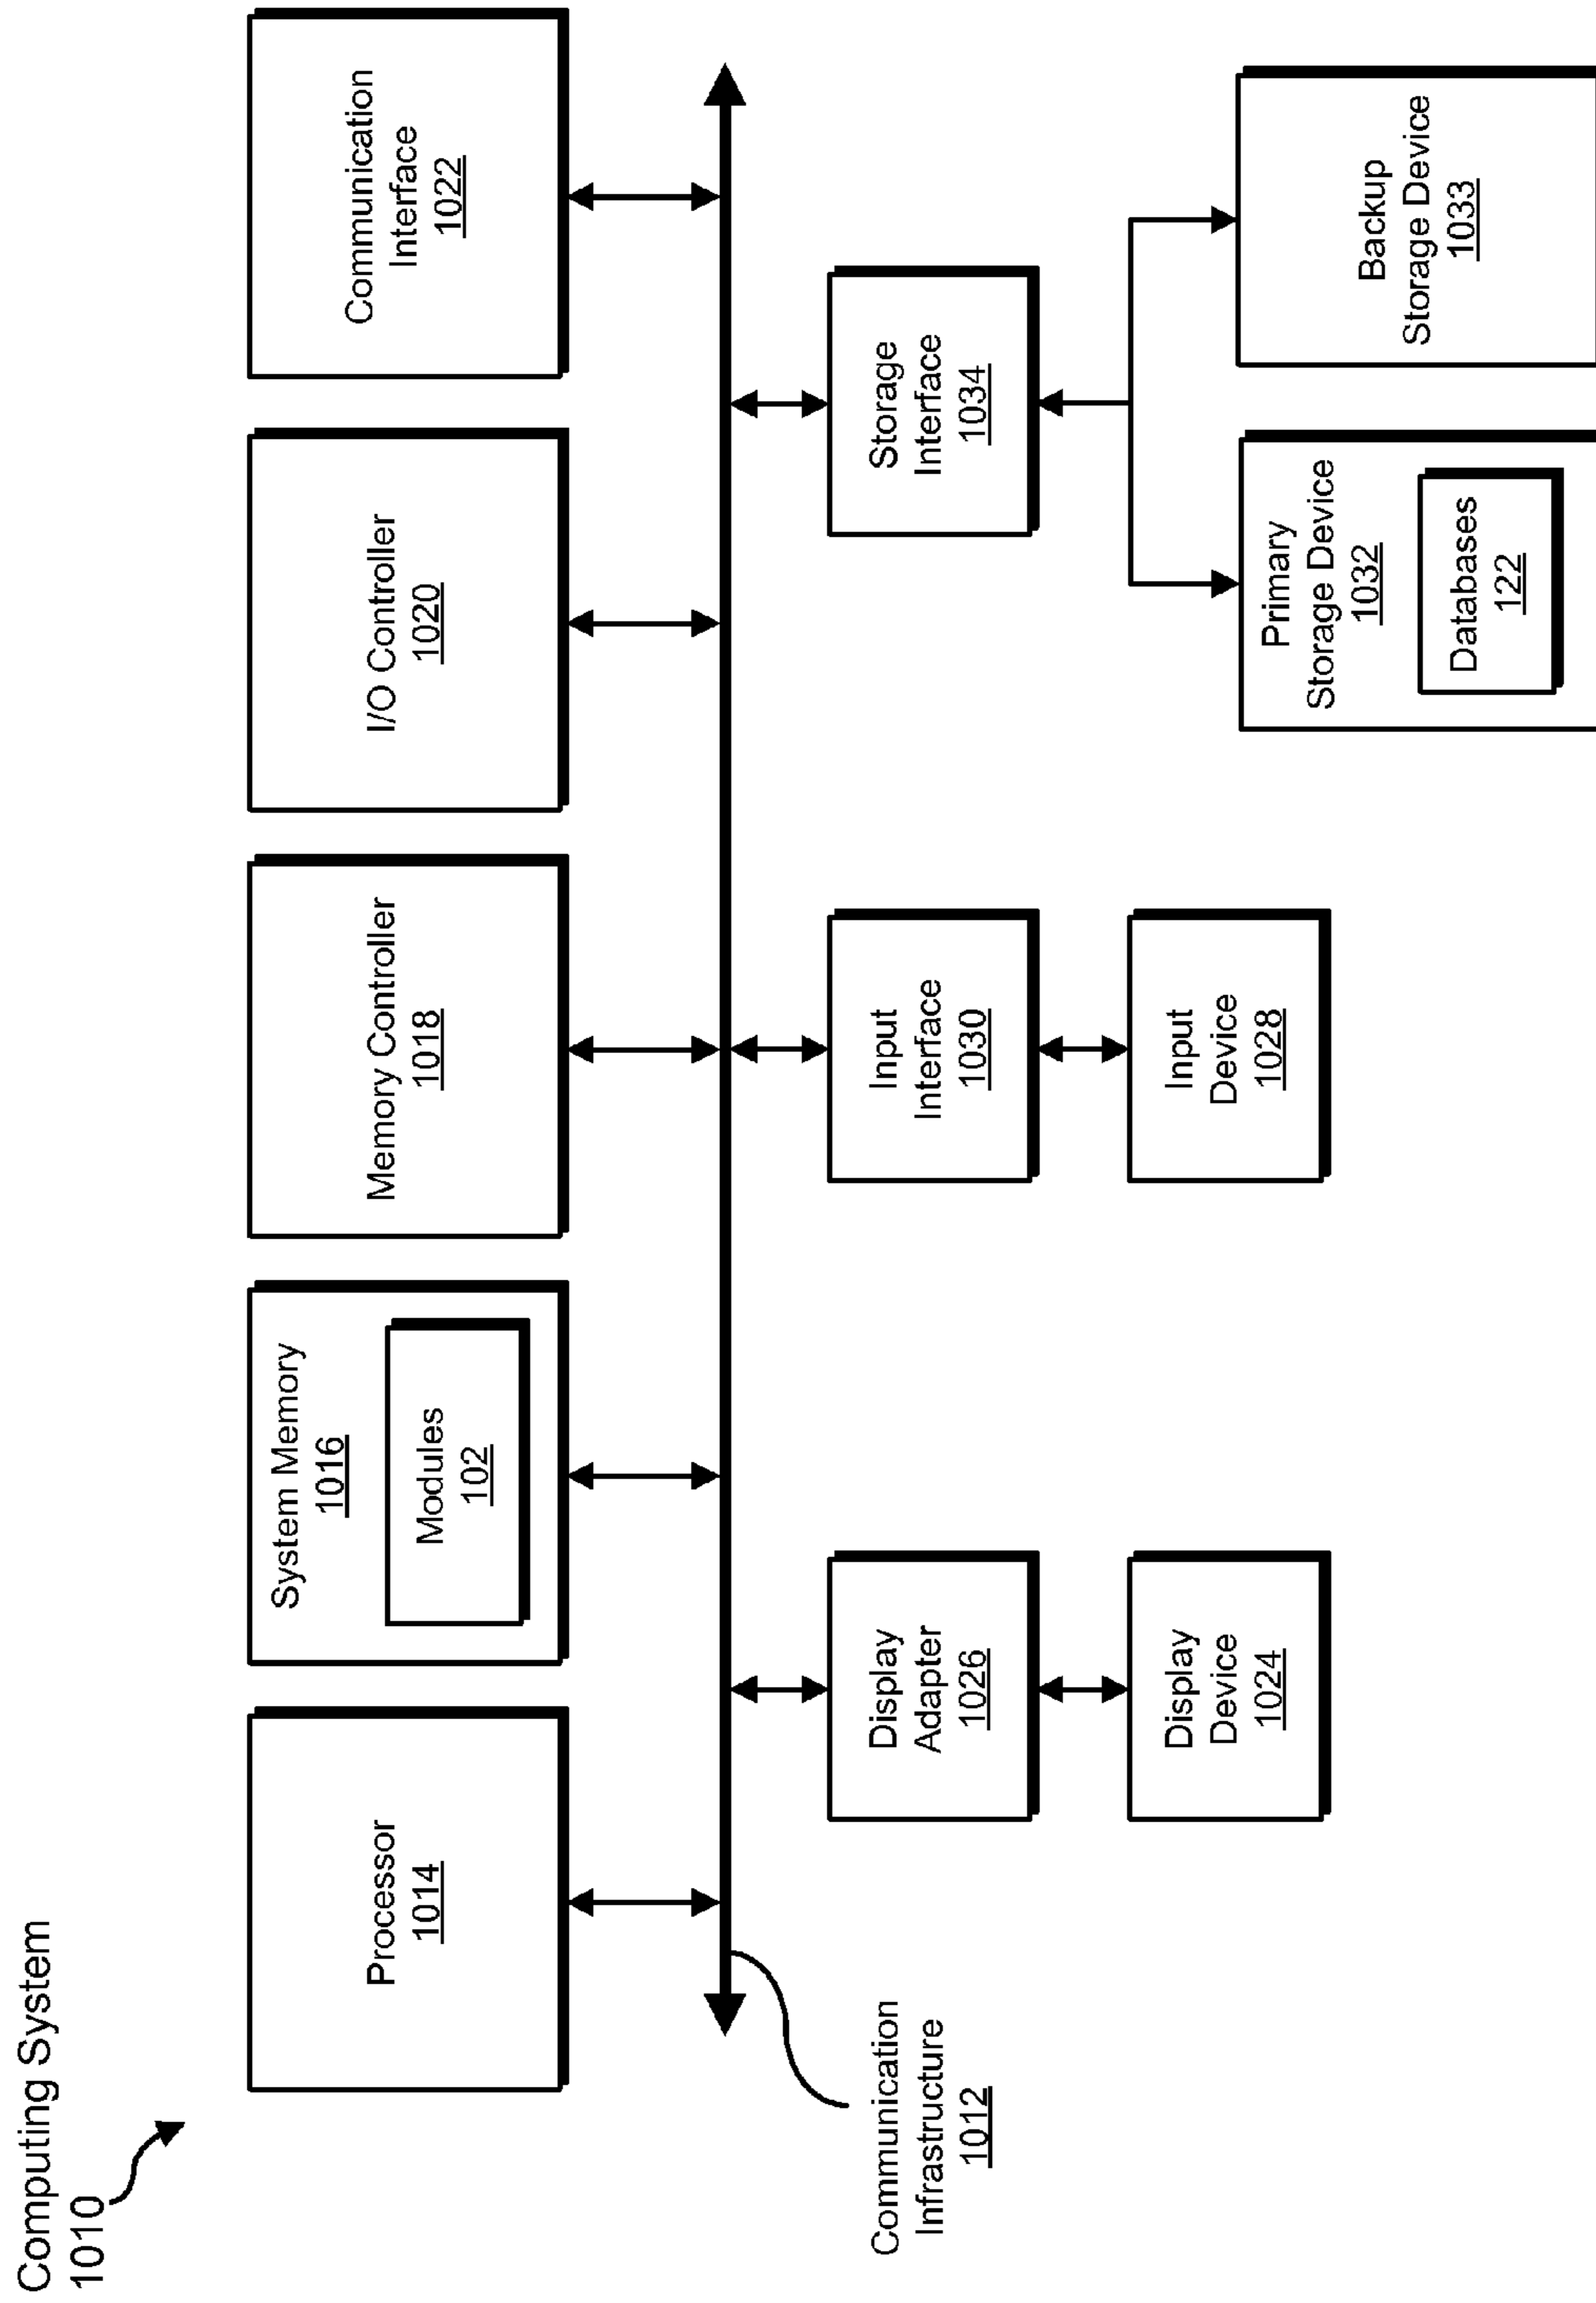 Computing System
1010
Processor
1014
System Memory
1016
Modules
102
Memory Controller
1018
I/O Controller
1020
Communication
Interface
1022
Communication
Infrastructure
1012
Display
Adapter
1026
Input
Interface
1030
Storage
Interface
1034
Display
Device
1024
Input
Device
1028
Primary
Storage Device
1032
Databases
122
Backup
Storage Device
1033